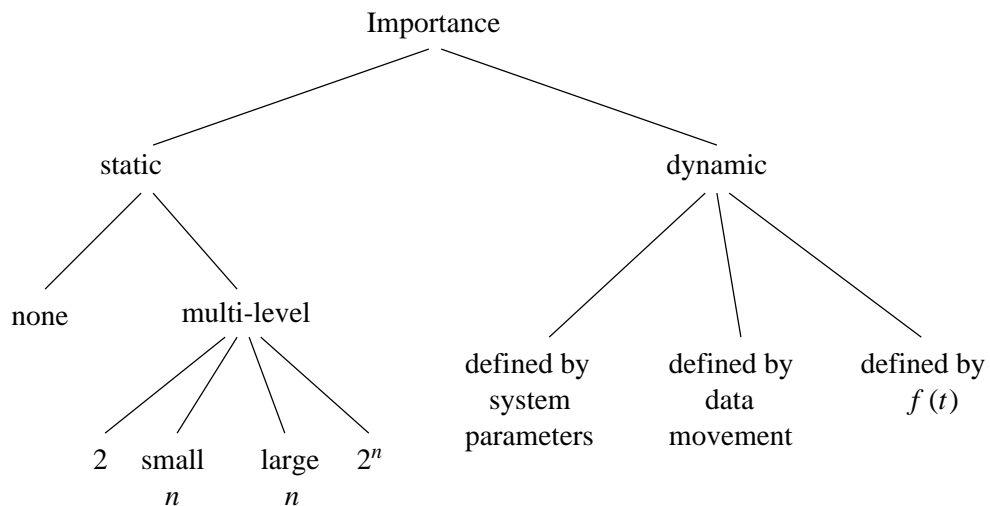 Importance
static
dynamic
none
multi-level
defined by
system
parameters
defined by
data
movement
defined by
f (t)
2
small
n
large
n
2ⁿ